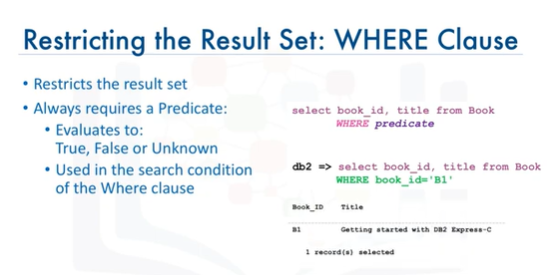 Restricting the Result Set: WHERE Clause
• Restricts the result set
• Always requires a Predicate:
• Evaluates to:
True, False or Unknown
• Used in the search condition
of the Where clause
select book_id, title from Book
WHERE predicate
db2 => select book_id, title from Book
WHERE book_id='B1'
Book_ID Title
B1 Getting started with DB2 Express-C
1 record(s) selected